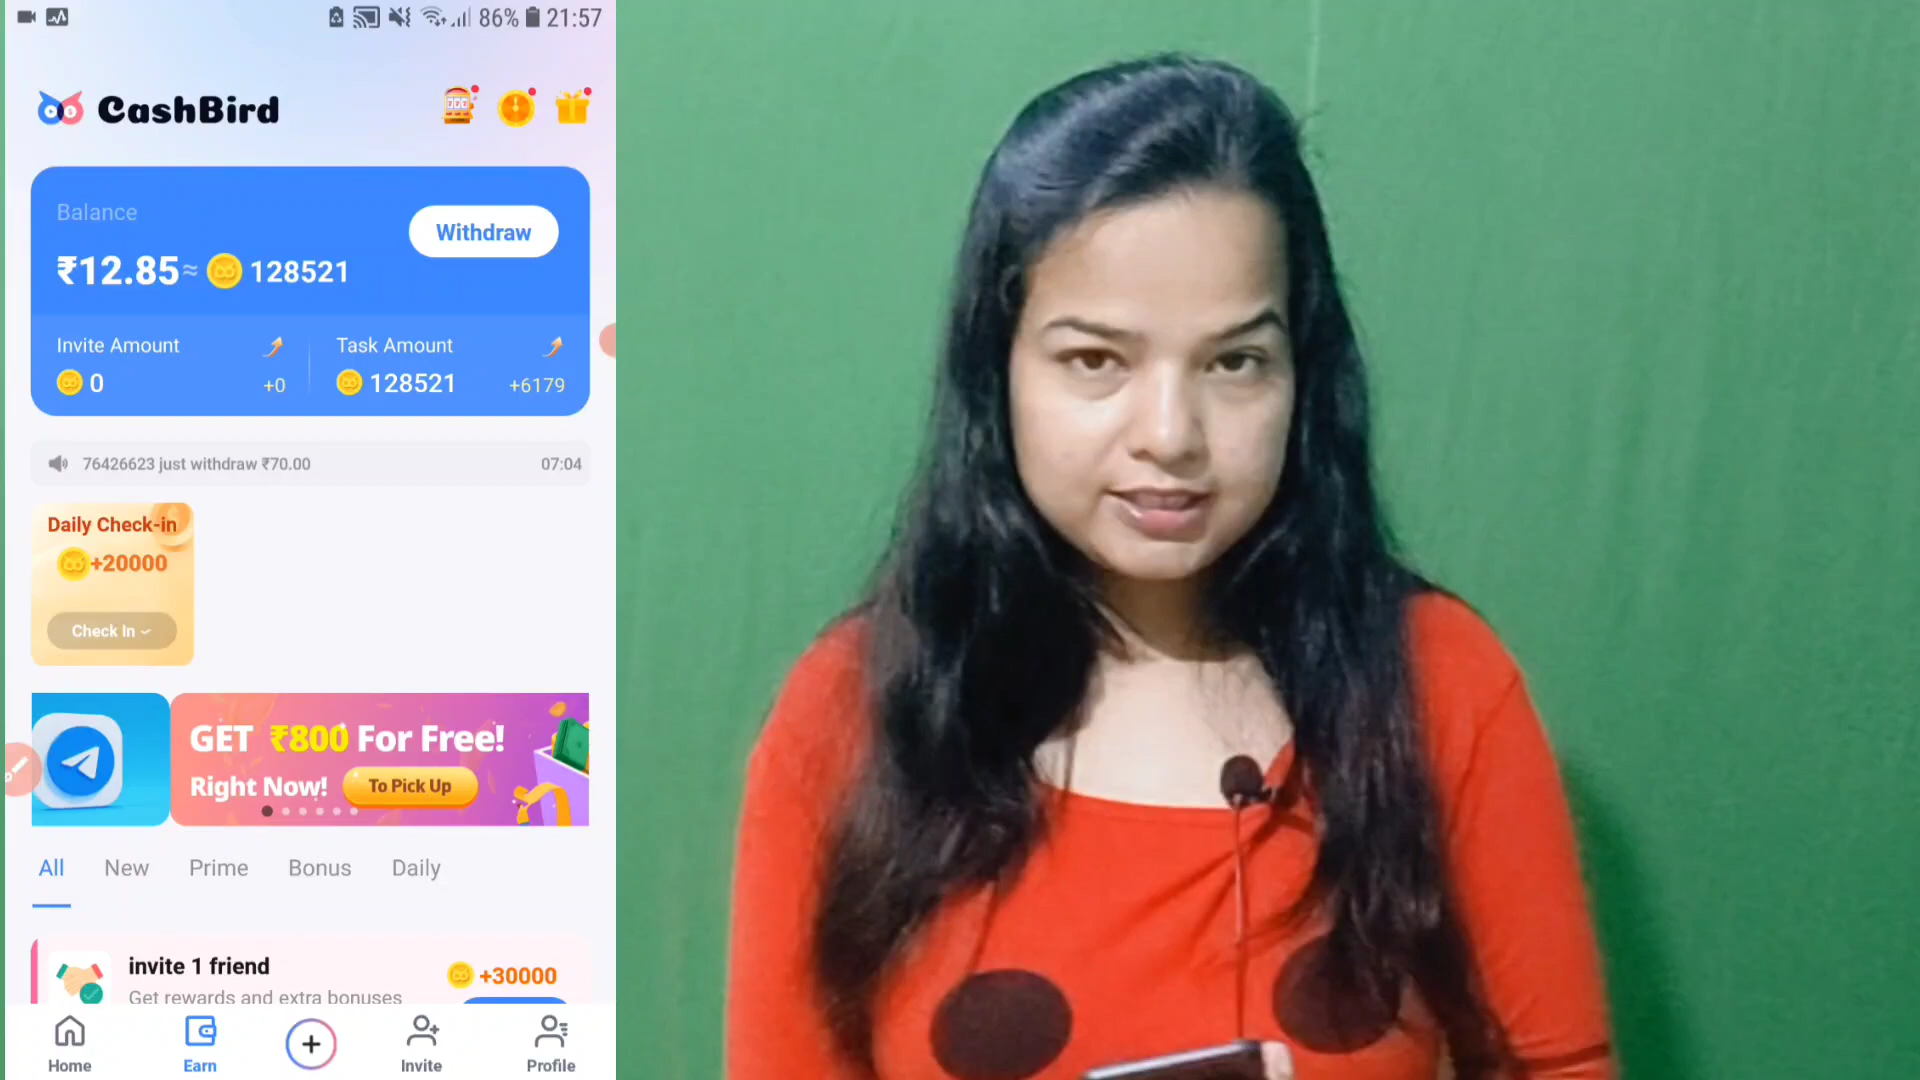 86% 21:57
CashBird
Balance
Withdraw
₹12.85≈ 128521
Invite Amount
0 +0
Task Amount
128521 +6179
76426623 just withdraw ₹70.00 07:04
Daily Check-in
+20000
Check In
GET ₹800 For Free!
Right Now! To Pick Up
All New Prime Bonus Daily
invite 1 friend
+30000
Get rewards and extra bonuses
Home Earn Invite Profile